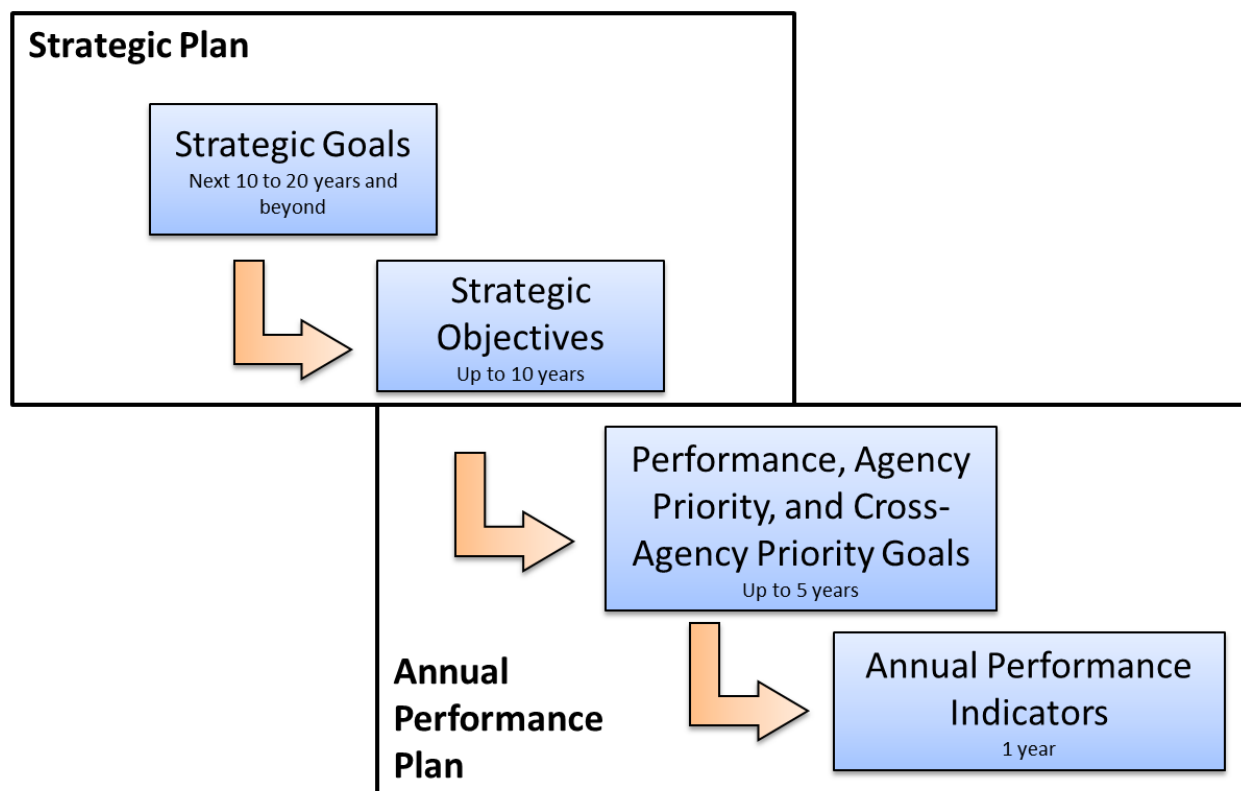 Strategic Plan
Strategic Goals
Next 10 to 20 years and
beyond
Strategic
Objectives
Up to 10 years
Performance, Agency
Priority, and Cross-
Agency Priority Goals
Up to 5 years
Annual
Performance
Plan
Annual Performance
Indicators
1 year